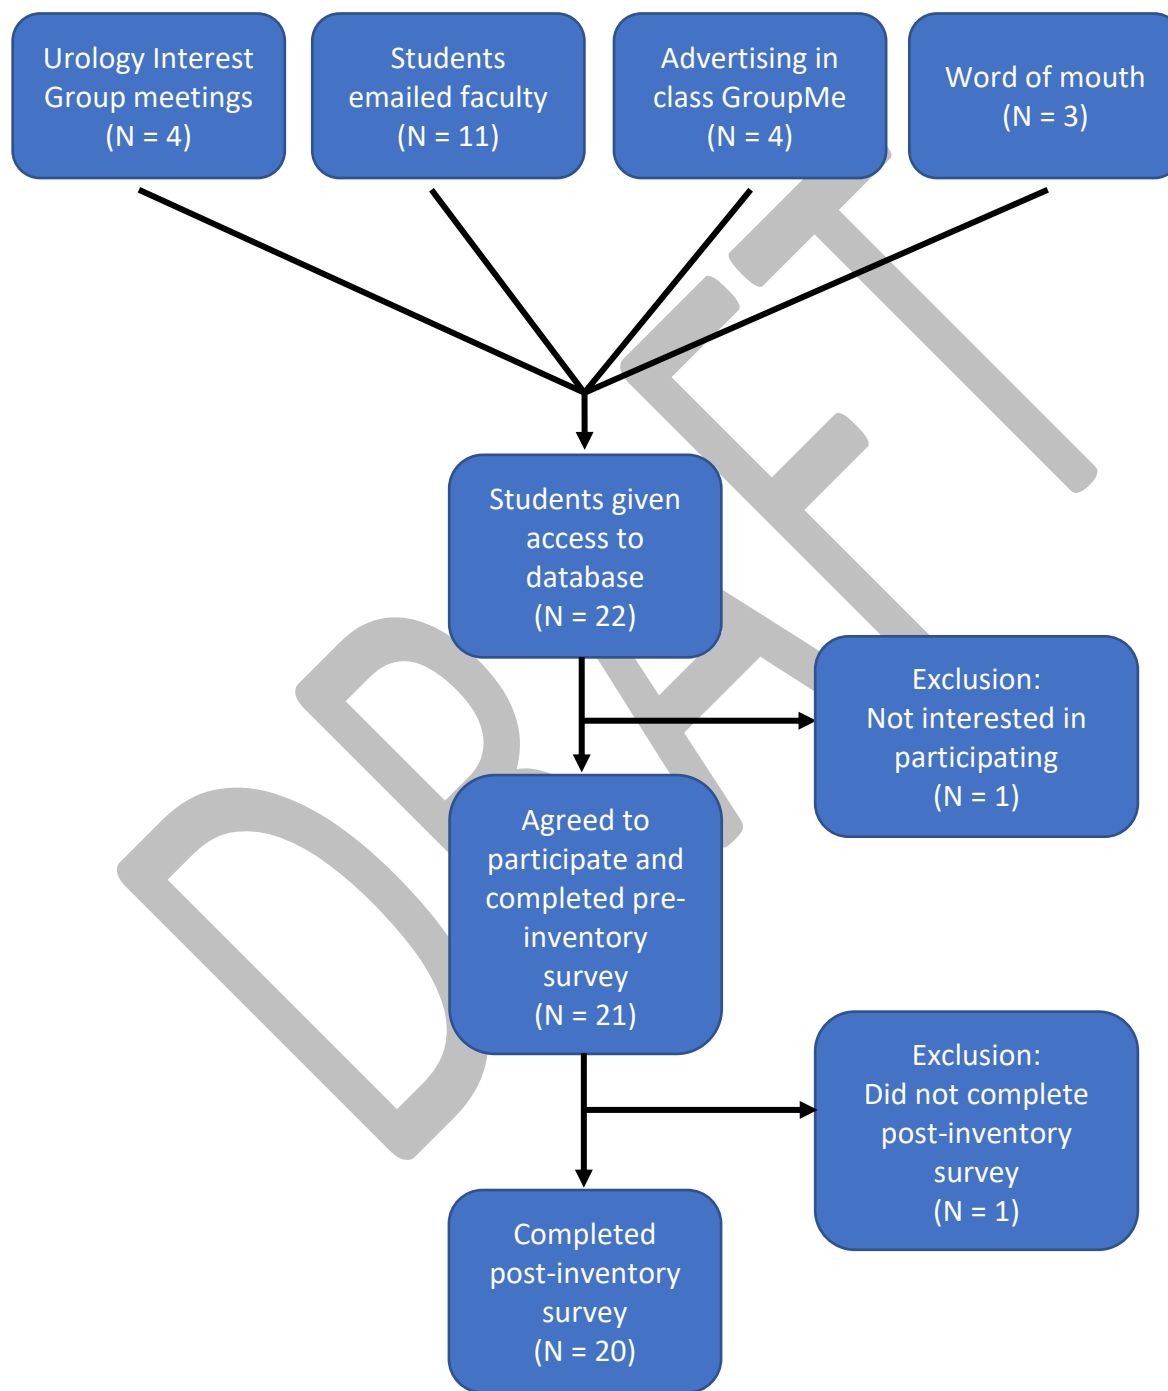 Urology Interest
Group meetings
(N = 4)
Students
emailed faculty
(N = 11)
Advertising in
class GroupMe
(N = 4)
Word of mouth
(N = 3)
Students given
access to
database
(N = 22)
Exclusion:
Not interested in
participating
(N = 1)
Agreed to
participate and
completed pre-
inventory
survey
(N = 21)
Exclusion:
Did not complete
post-inventory
survey
(N = 1)
Completed
post-inventory
survey
(N = 20)
DRAFT